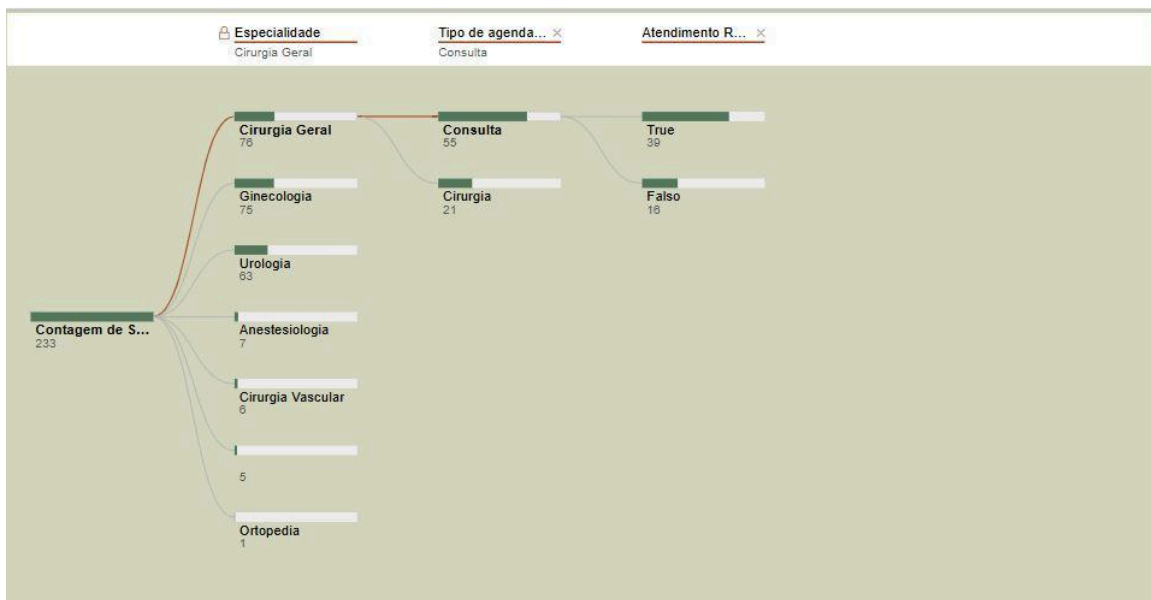 Especialidade
Cirurgia Geral
Tipo de agenda...
Consulta
Atendimento R...
Contagem de S...
233
Cirurgia Geral
76
Ginecologia
75
Urologia
63
Anestesiologia
7
Cirurgia Vascular
6
5
Ortopedia
1
Consulta
55
Cirurgia
21
True
39
Falso
16